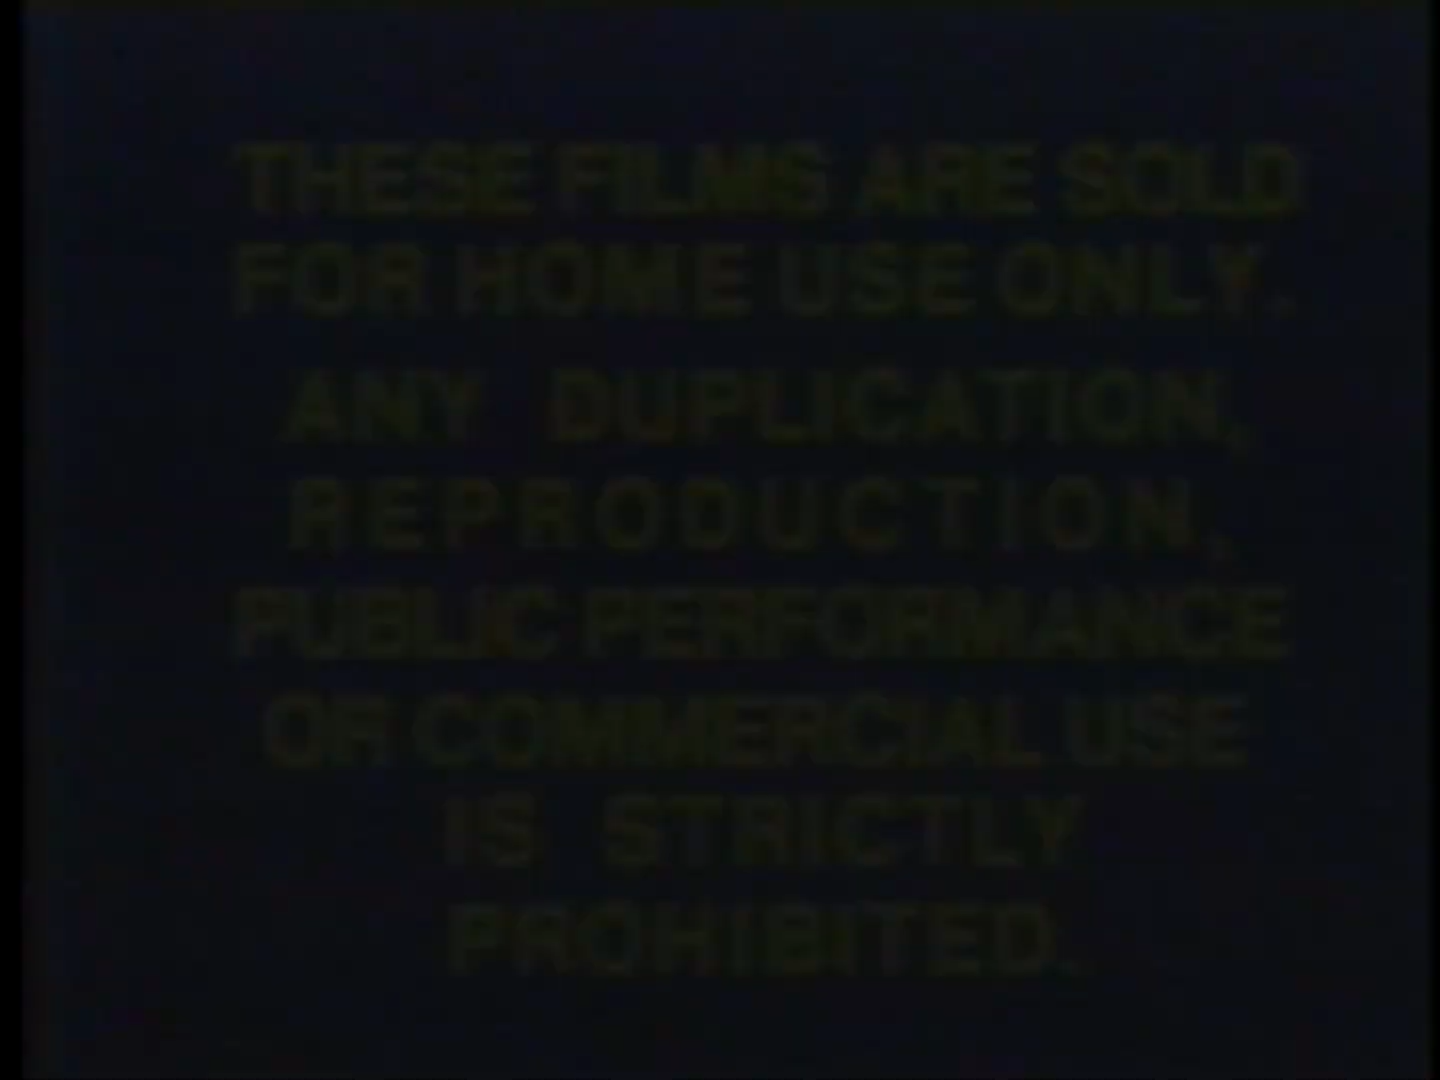 THESE FILMS ARE SOLD
FOR HOME USE ONLY.
ANY DUPLICATION,
REPRODUCTION,
PUBLIC PERFORMANCE
OR COMMERCIAL USE
IS STRICTLY
PROHIBITED.